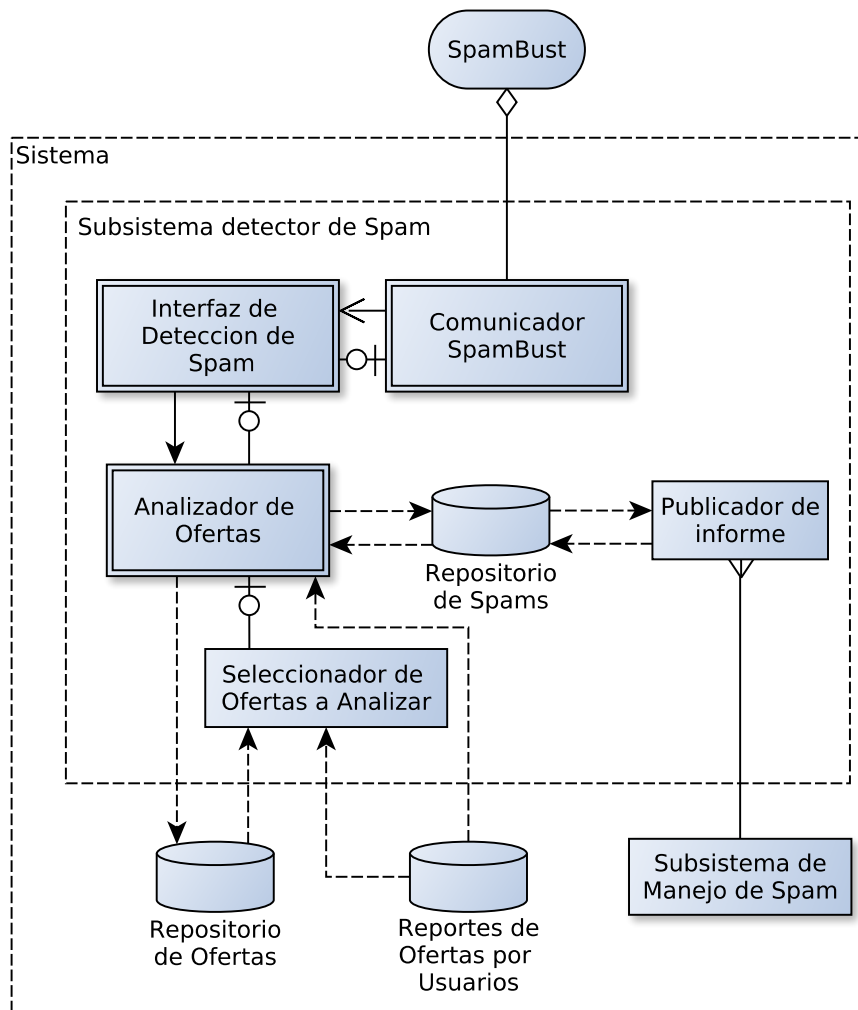 SpamBust
Sistema
Subsistema detector de Spam
Interfaz de
Deteccion de
Spam
Comunicador
SpamBust
Analizador de
Ofertas
Repositorio
de Spams
Publicador de
informe
Seleccionador de
Ofertas a Analizar
Repositorio
de Ofertas
Reportes de
Ofertas por
Usuarios
Subsistema de
Manejo de Spam